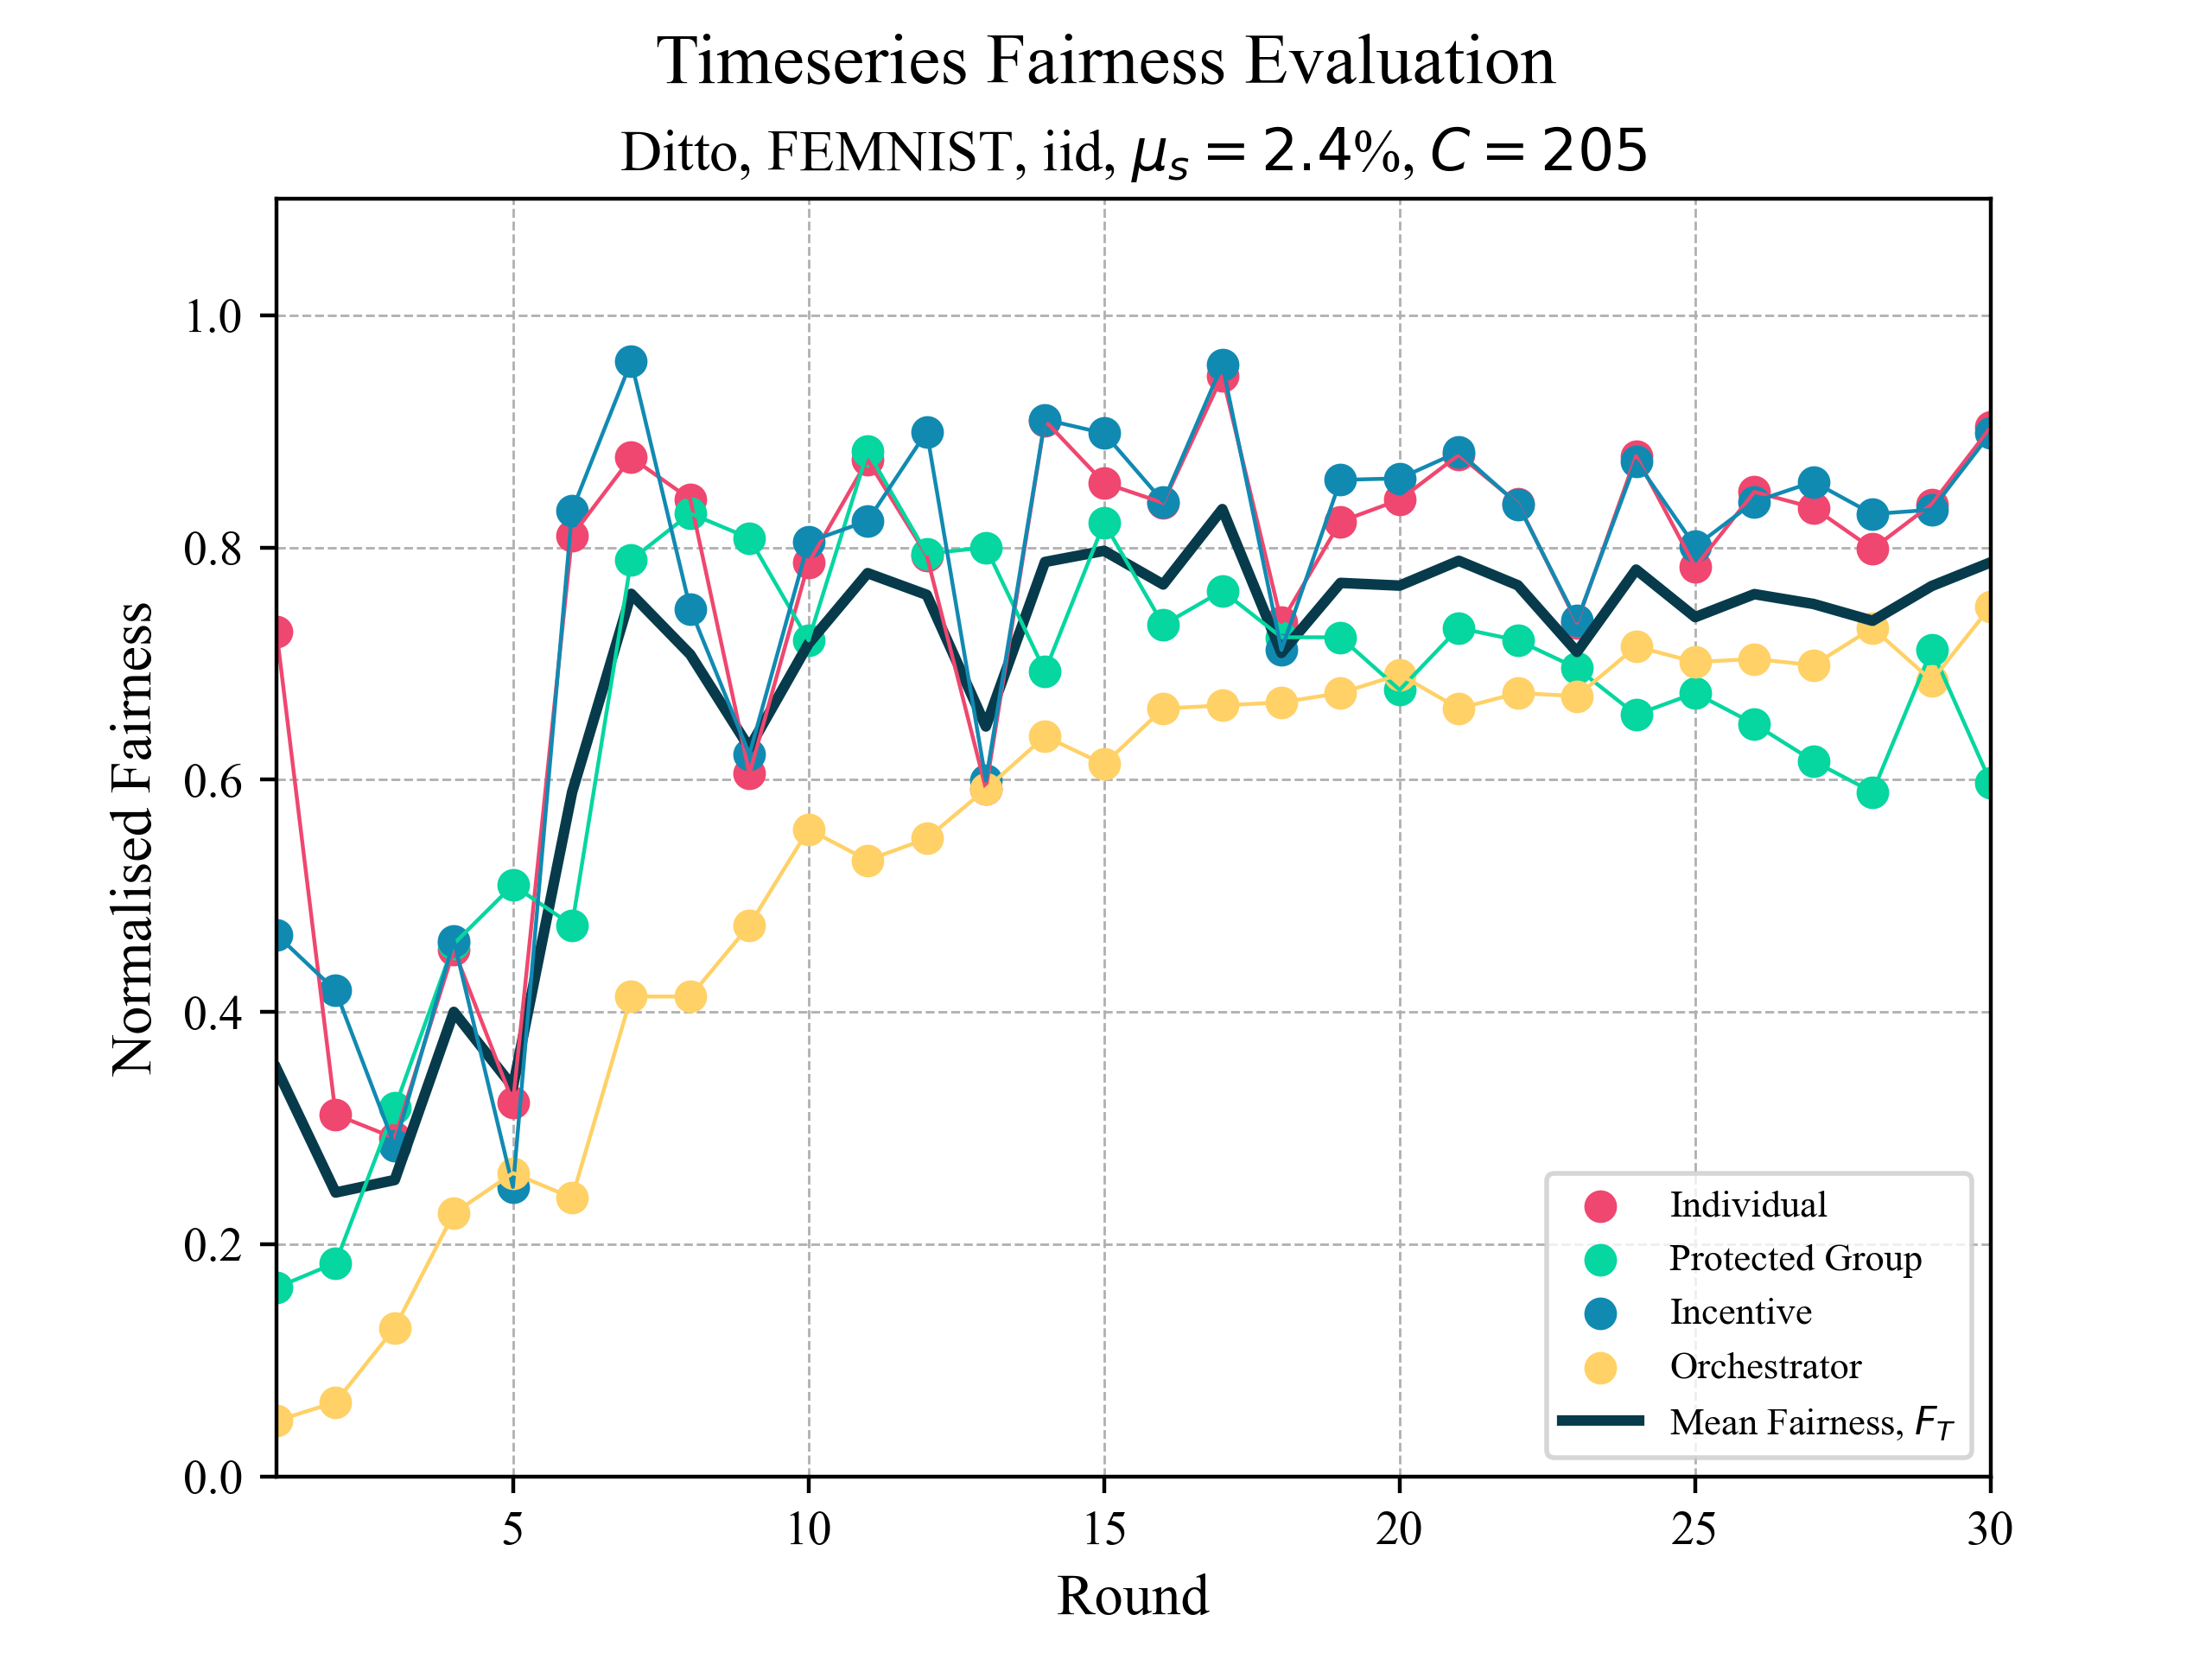 Timeseries Fairness Evaluation
Ditto, FEMNIST, iid, μₛ = 2.4%, C = 205
Normalised Fairness
1.0
0.8
0.6
0.4
0.2
0.0
5 10 15 20 25 30
Round
Individual
Protected Group
Incentive
Orchestrator
Mean Fairness, F_T